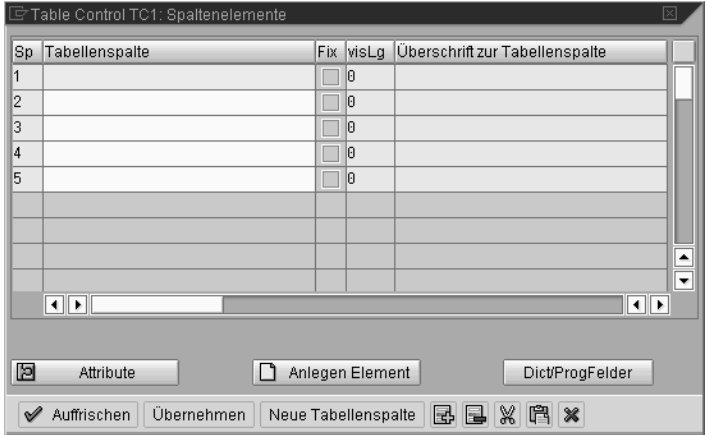 Table Control TC1: Spaltenelemente
Sp Tabellenspalte Fix visLg Überschrift zur Tabellenspalte
1 0
2 0
3 0
4 0
5 0
Attribute Anlegen Element Dict/ProgFelder
Auffrischen Übernehmen Neue Tabellenspalte